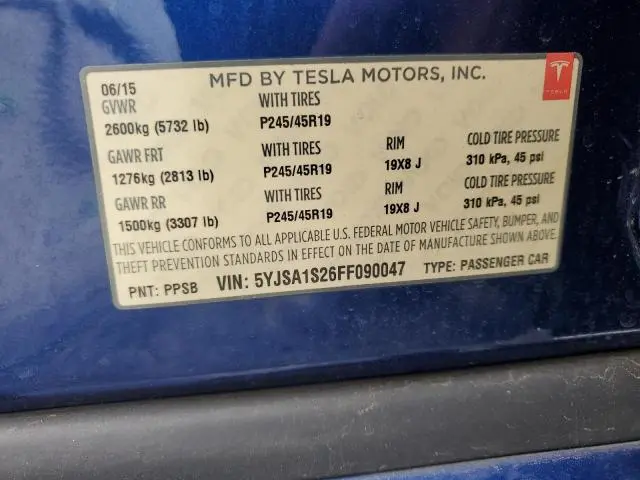 MFD BY TESLA MOTORS, INC.
TESLA
06/15
GVWR WITH TIRES
2600kg (5732 lb) P245/45R19
GAWR FRT WITH TIRES RIM COLD TIRE PRESSURE
1276kg (2813 lb) P245/45R19 19X8 J 310 kPa, 45 psi
GAWR RR WITH TIRES RIM COLD TIRE PRESSURE
1500kg (3307 lb) P245/45R19 19X8 J 310 kPa, 45 psi
THIS VEHICLE CONFORMS TO ALL APPLICABLE U.S. FEDERAL MOTOR VEHICLE SAFETY, BUMPER, AND
THEFT PREVENTION STANDARDS IN EFFECT ON THE DATE OF MANUFACTURE SHOWN ABOVE.
PNT: PPSB VIN: 5YJSA1S26FF090047 TYPE: PASSENGER CAR